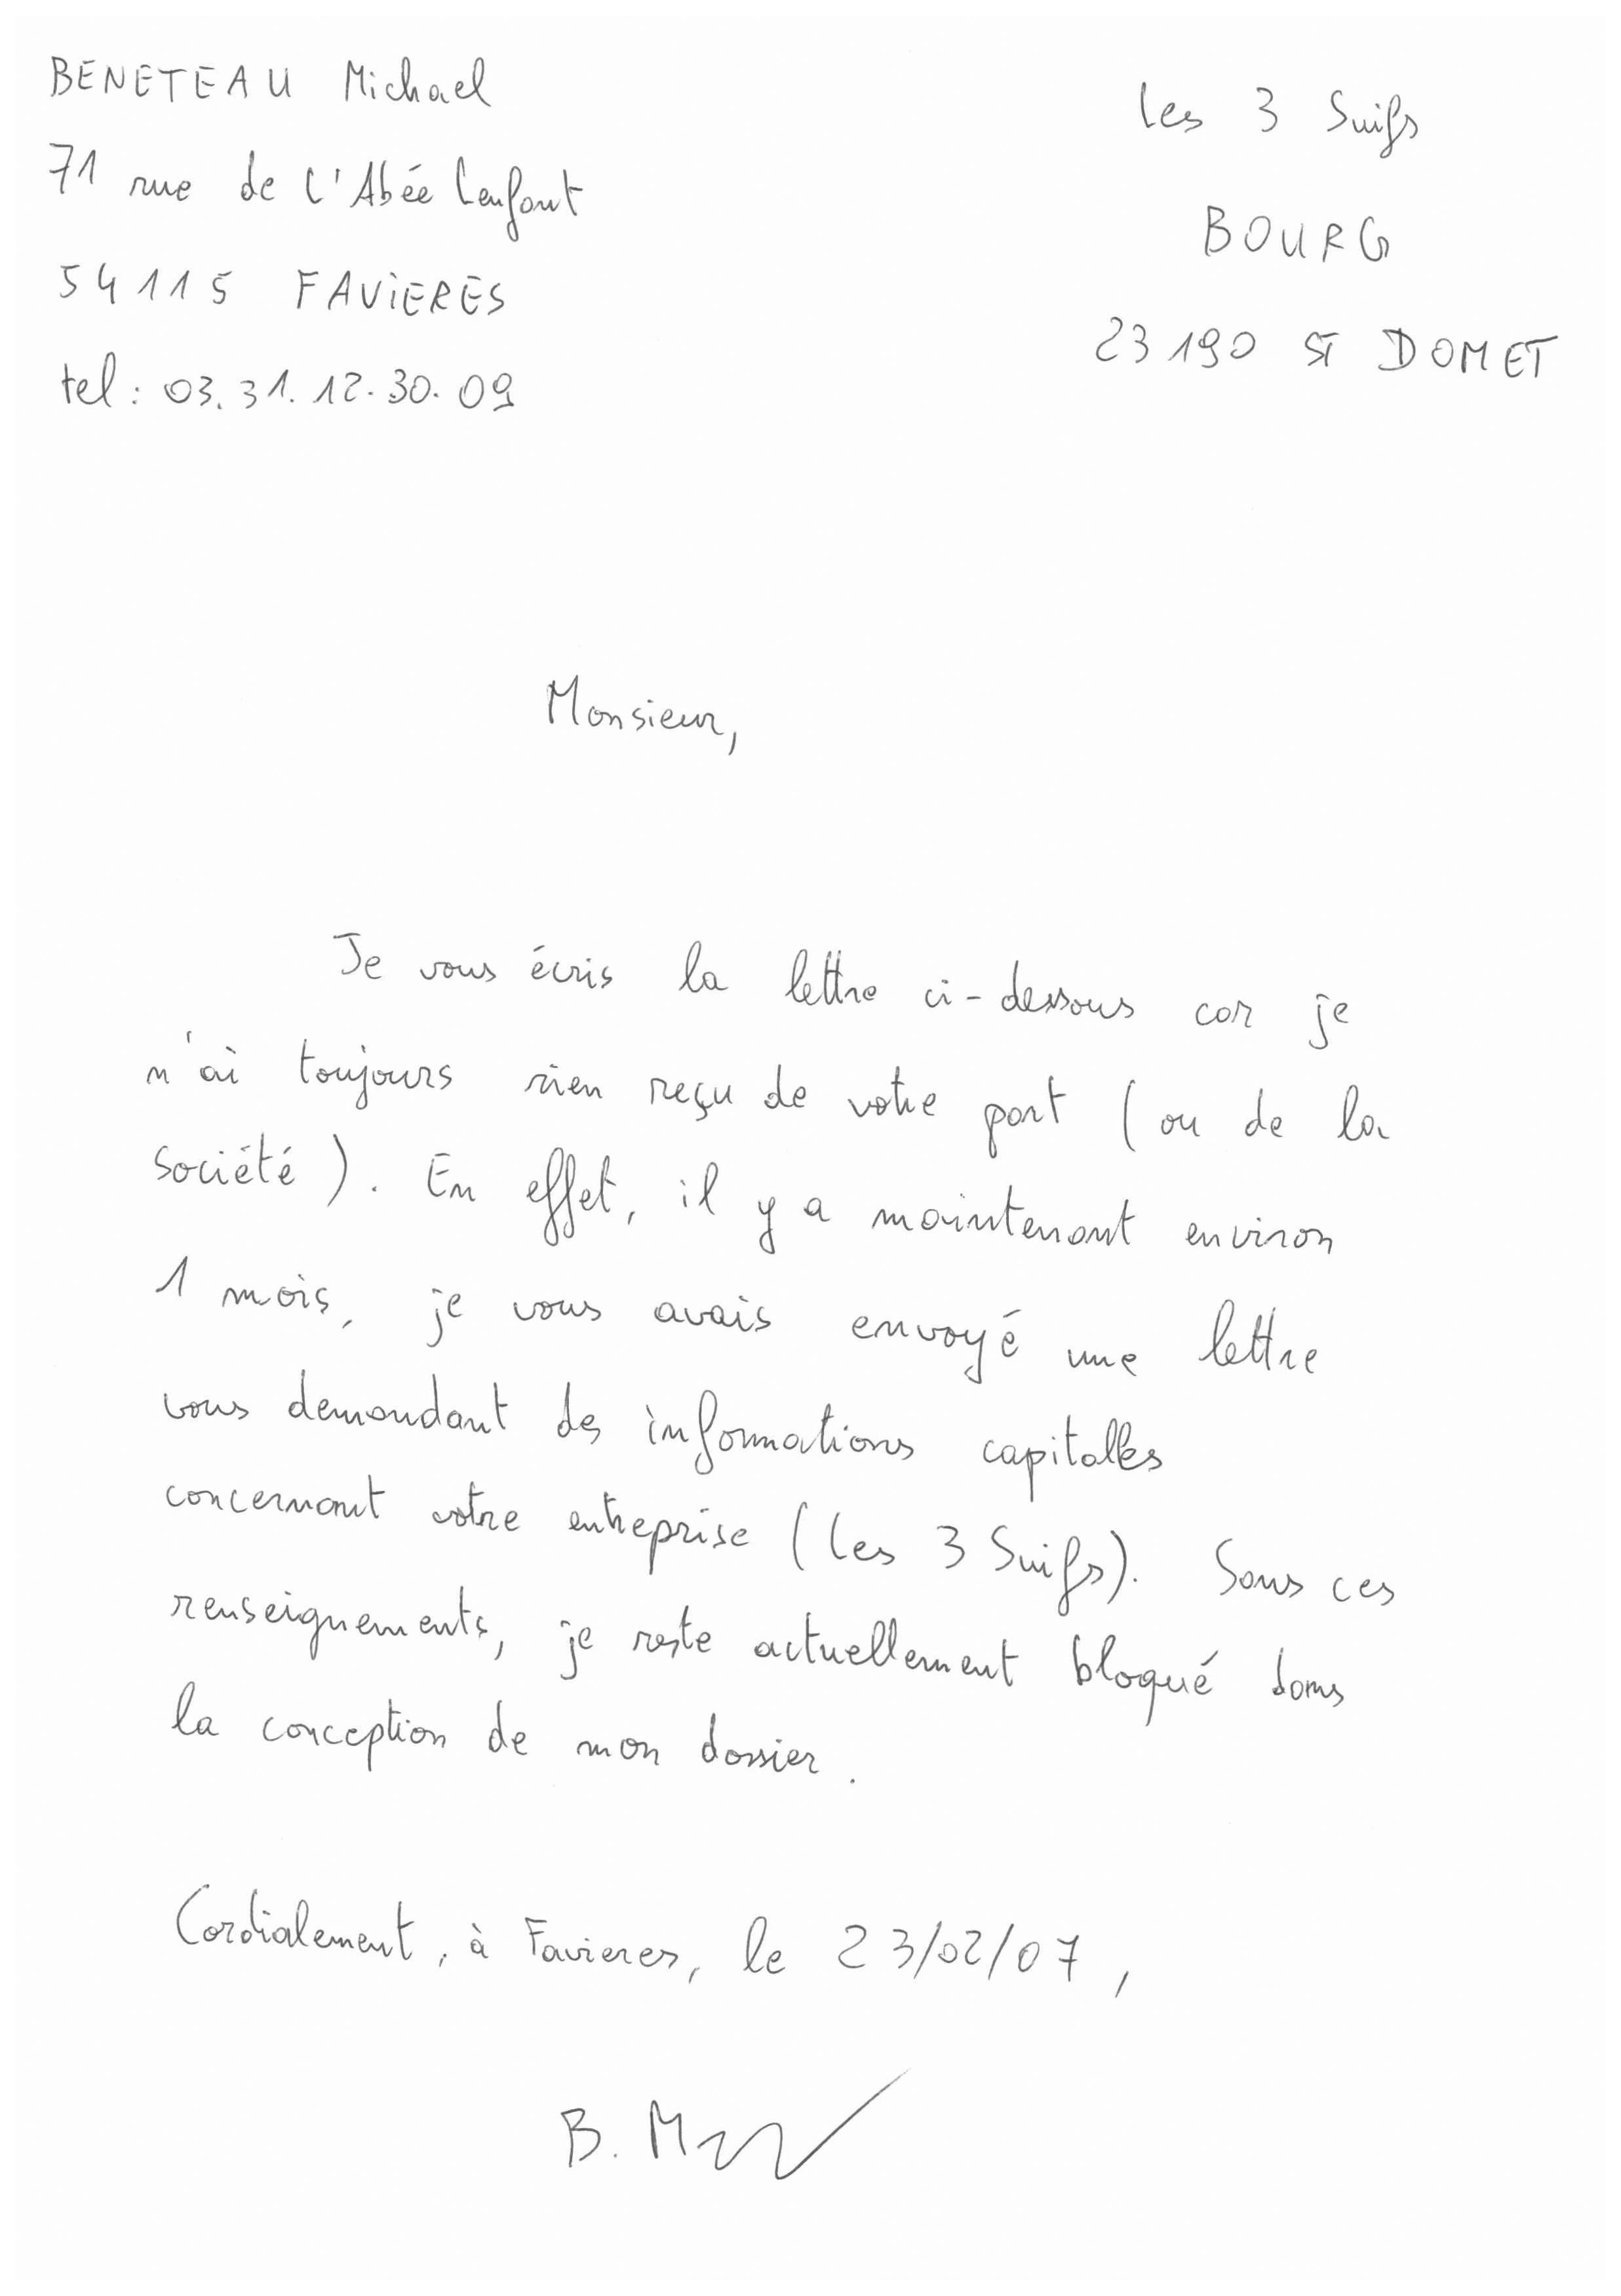 BENETEAU Michael
71 rue de l'Abée Lenfant
54115 FAVIERES
tel : 03.31.12.30.09
Les 3 Suifs
BOURG
23190 ST DOMET
Monsieur,
Je vous écris la lettre ci-dessous car je
n'ai toujours rien reçu de votre part (ou de la
société). En effet, il y a maintenant environ
1 mois, je vous avais envoyé une lettre
vous demandant des informations capitalles
concernant votre entreprise (Les 3 Suifs). Sans ces
renseignements, je reste actuellement bloqué dans
la conception de mon dossier.
Cordialement, à Favieres, le 23/02/07,
B. M